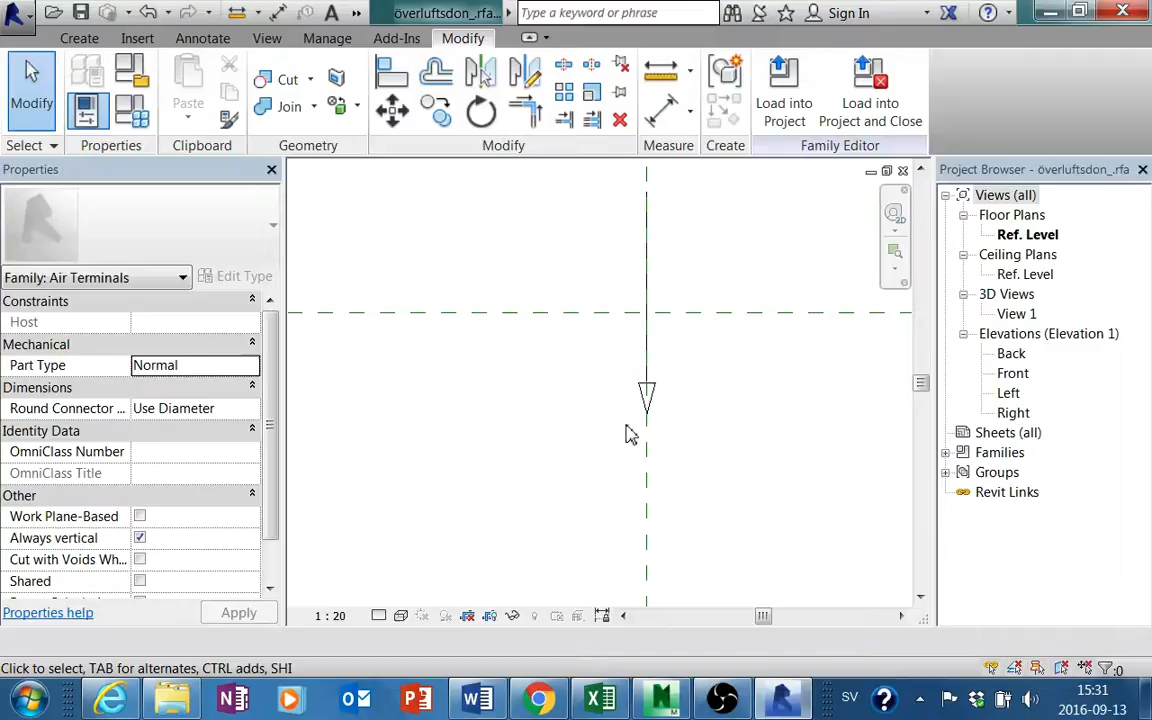 överluftsdon_.rfa...
Type a keyword or phrase
Sign In
Create
Insert
Annotate
View
Manage
Add-Ins
Modify
Modify
Paste
Cut
Join
Load into
Project
Load into
Project and Close
Select
Properties
Clipboard
Geometry
Modify
Measure
Create
Family Editor
Properties
Family: Air Terminals
Edit Type
Constraints
Host
Mechanical
Part Type
Normal
Dimensions
Round Connector ...
Use Diameter
Identity Data
OmniClass Number
OmniClass Title
Other
Work Plane-Based
Always vertical
Cut with Voids Wh...
Shared
Properties help
Apply
2D
1 : 20
Project Browser - överluftsdon_.rfa
Views (all)
Floor Plans
Ref. Level
Ceiling Plans
Ref. Level
3D Views
View 1
Elevations (Elevation 1)
Back
Front
Left
Right
Sheets (all)
Families
Groups
Revit Links
Click to select, TAB for alternates, CTRL adds, SHI
:0
SV
15:31
2016-09-13